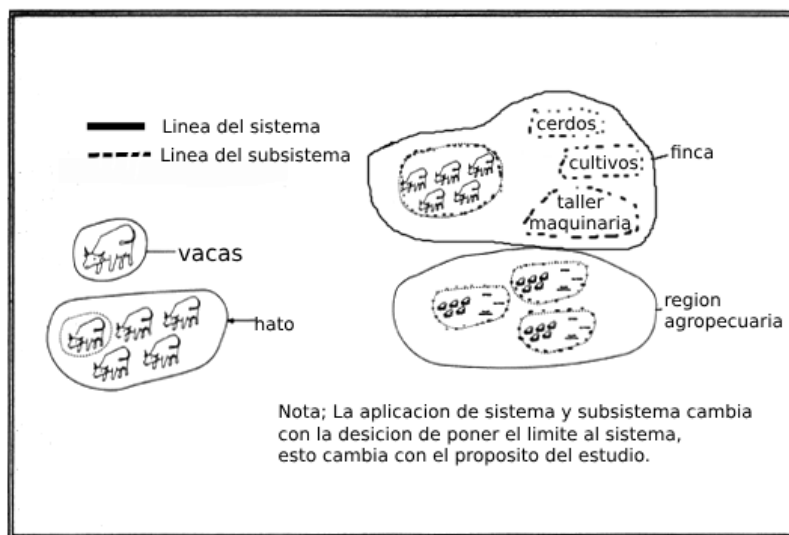 Linea del sistema
Linea del subsistema
vacas
hato
cerdos
cultivos
taller
maquinaria
finca
region
agropecuaria
Nota; La aplicacion de sistema y subsistema cambia
con la desicion de poner el limite al sistema,
esto cambia con el proposito del estudio.